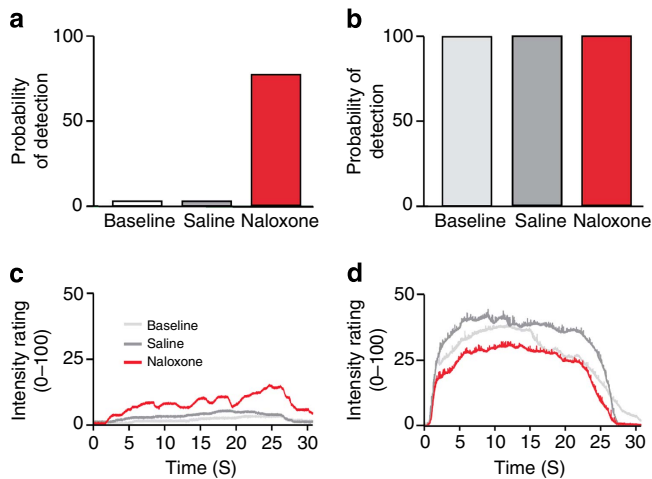 a
100
50
0
Probability
of detection
Baseline Saline Naloxone
b
100
50
0
Probability of
detection
Baseline Saline Naloxone
c
50
25
0
Intensity rating
(0–100)
Baseline
Saline
Naloxone
0 5 10 15 20 25 30
Time (S)
d
50
25
0
Intensity rating
(0–100)
0 5 10 15 20 25 30
Time (S)